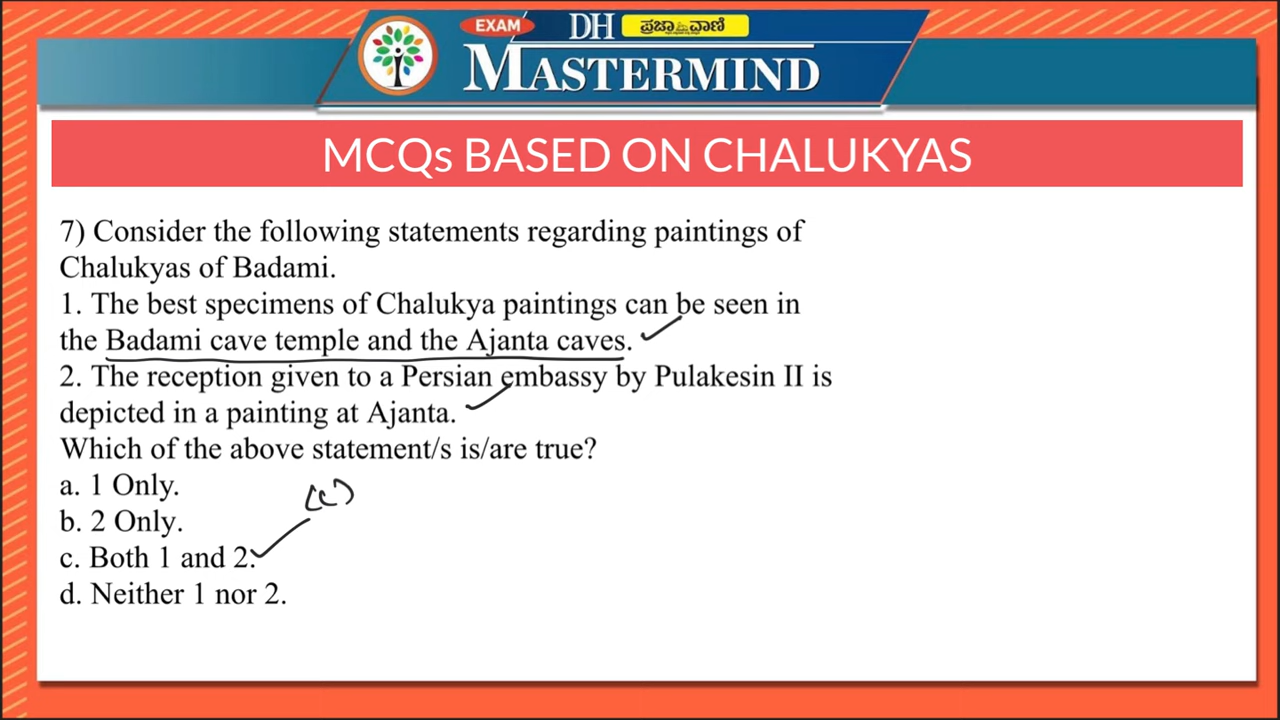 EXAM
DH ಪ್ರಜಾವಾಣಿ
MASTERMIND
MCQs BASED ON CHALUKYAS
7) Consider the following statements regarding paintings of
Chalukyas of Badami.
1. The best specimens of Chalukya paintings can be seen in
the Badami cave temple and the Ajanta caves.
2. The reception given to a Persian embassy by Pulakesin II is
depicted in a painting at Ajanta.
Which of the above statement/s is/are true?
a. 1 Only.
(c)
b. 2 Only.
c. Both 1 and 2.
d. Neither 1 nor 2.